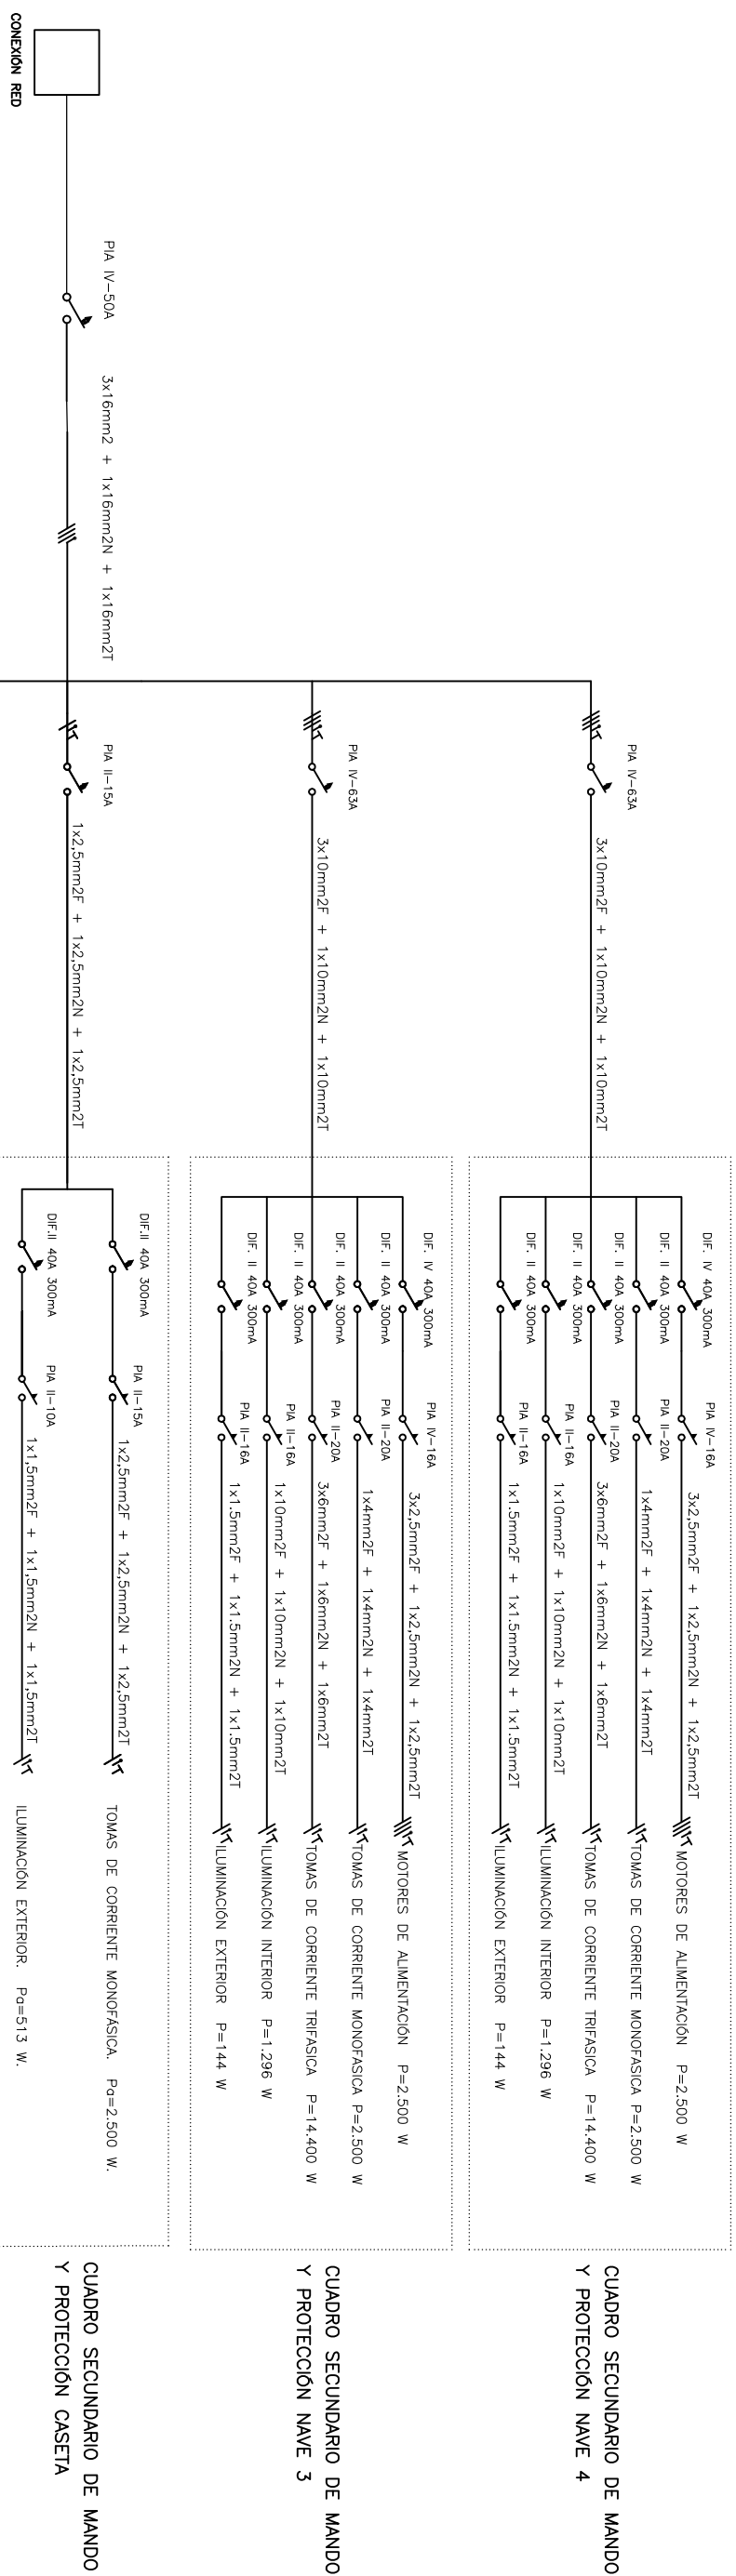 CONEXIÓN RED
PIA IV-50A
3x16mm2 + 1x16mm2N + 1x16mm2T
PIA IV-63A
3x10mm2F + 1x10mm2N + 1x10mm2T
DIF. IV 40A 300mA
PIA IV-16A
3x2,5mm2F + 1x2,5mm2N + 1x2,5mm2T
MOTORES DE ALIMENTACIÓN P=2.500 W
DIF. II 40A 300mA
PIA II-20A
1x4mm2F + 1x4mm2N + 1x4mm2T
TOMAS DE CORRIENTE MONOFASICA P=2.500 W
DIF. II 40A 300mA
PIA II-20A
3x6mm2F + 1x6mm2N + 1x6mm2T
TOMAS DE CORRIENTE TRIFASICA P=14.400 W
DIF. II 40A 300mA
PIA II-16A
1x10mm2F + 1x10mm2N + 1x10mm2T
ILUMINACIÓN INTERIOR P=1.296 W
DIF. II 40A 300mA
PIA II-16A
1x1.5mm2F + 1x1.5mm2N + 1x1.5mm2T
ILUMINACIÓN EXTERIOR P=144 W
CUADRO SECUNDARIO DE MANDO
Y PROTECCIÓN NAVE 4
PIA IV-63A
3x10mm2F + 1x10mm2N + 1x10mm2T
DIF. IV 40A 300mA
PIA IV-16A
3x2,5mm2F + 1x2,5mm2N + 1x2,5mm2T
MOTORES DE ALIMENTACIÓN P=2.500 W
DIF. II 40A 300mA
PIA II-20A
1x4mm2F + 1x4mm2N + 1x4mm2T
TOMAS DE CORRIENTE MONOFASICA P=2.500 W
DIF. II 40A 300mA
PIA II-20A
3x6mm2F + 1x6mm2N + 1x6mm2T
TOMAS DE CORRIENTE TRIFASICA P=14.400 W
DIF. II 40A 300mA
PIA II-16A
1x10mm2F + 1x10mm2N + 1x10mm2T
ILUMINACIÓN INTERIOR P=1.296 W
DIF. II 40A 300mA
PIA II-16A
1x1.5mm2F + 1x1.5mm2N + 1x1.5mm2T
ILUMINACIÓN EXTERIOR P=144 W
CUADRO SECUNDARIO DE MANDO
Y PROTECCIÓN NAVE 3
PIA II-15A
1x2,5mm2F + 1x2,5mm2N + 1x2,5mm2T
DIF.II 40A 300mA
PIA II-15A
1x2,5mm2F + 1x2,5mm2N + 1x2,5mm2T
TOMAS DE CORRIENTE MONOFÁSICA. Pa=2.500 W.
DIF.II 40A 300mA
PIA II-10A
1x1,5mm2F + 1x1,5mm2N + 1x1,5mm2T
ILUMINACIÓN EXTERIOR. Pa=513 W.
CUADRO SECUNDARIO DE MANDO
Y PROTECCIÓN CASETA